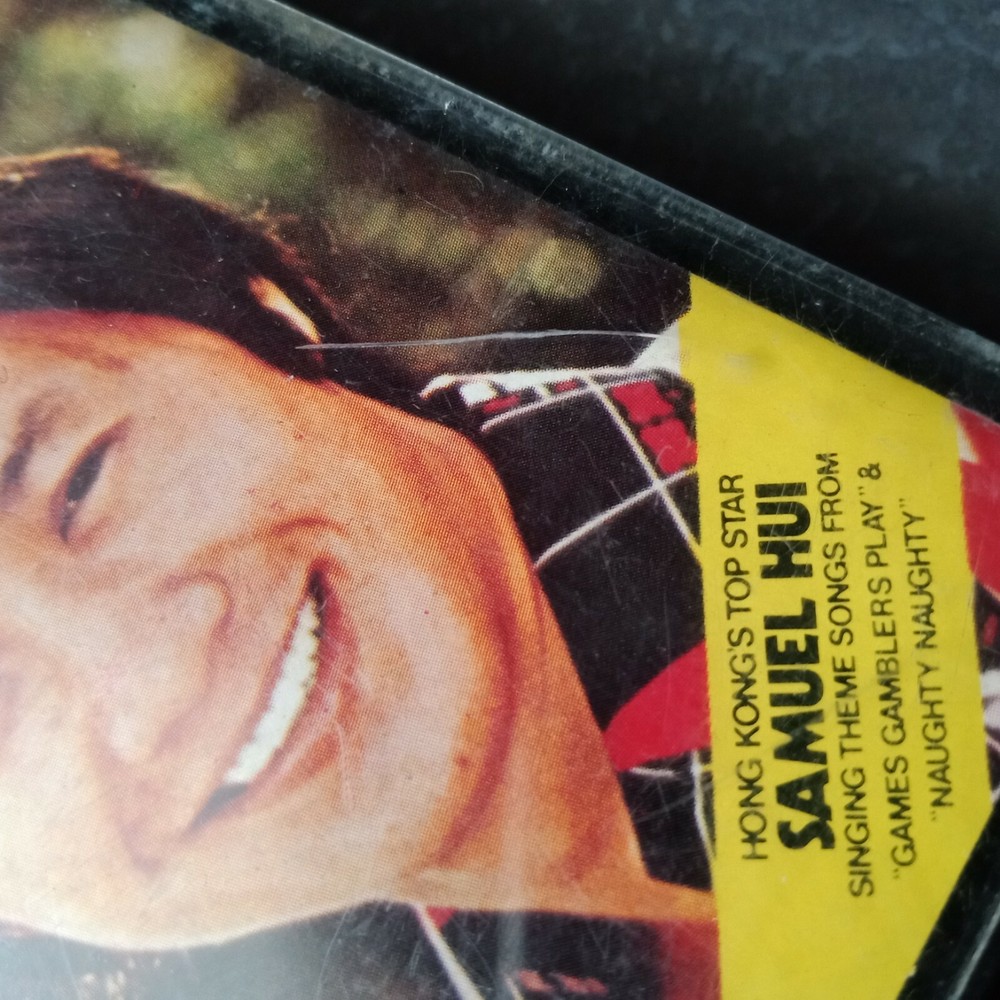 HONG KONG'S TOP STAR
SAMUEL HUI
SINGING THEME SONGS FROM
"GAMES GAMBLERS PLAY" &
"NAUGHTY NAUGHTY"